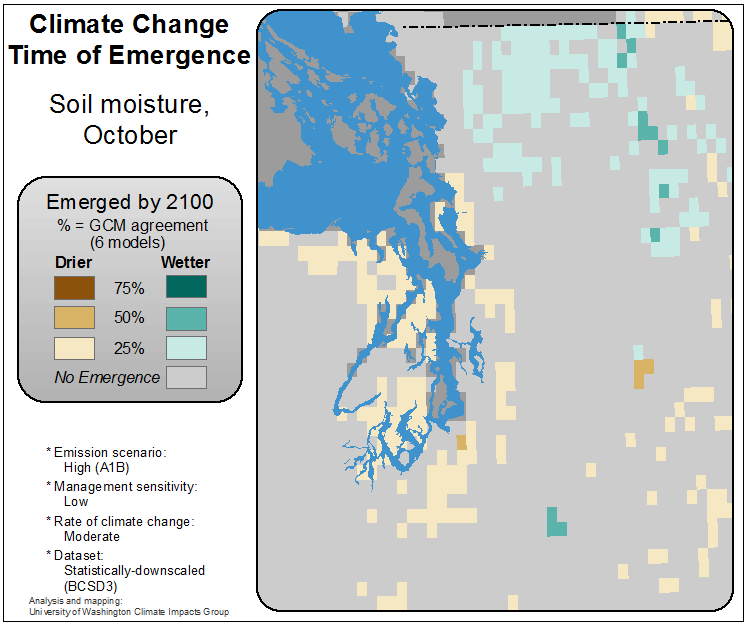 Climate Change
Time of Emergence
Soil moisture,
October
Emerged by 2100
% = GCM agreement
(6 models)
Drier Wetter
75%
50%
25%
No Emergence
* Emission scenario:
High (A1B)
* Management sensitivity:
Low
* Rate of climate change:
Moderate
* Dataset:
Statistically-downscaled
(BCSD3)
Analysis and mapping:
University of Washington Climate Impacts Group